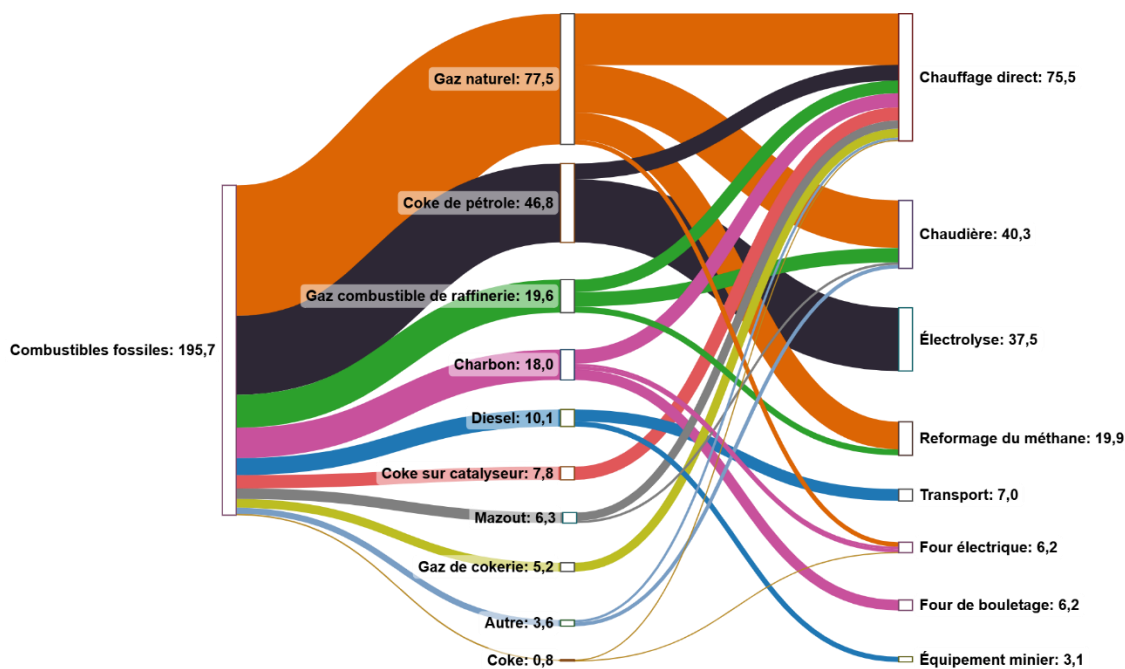 Combustibles fossiles: 195,7
Gaz naturel: 77,5
Coke de pétrole: 46,8
Gaz combustible de raffinerie: 19,6
Charbon: 18,0
Diesel: 10,1
Coke sur catalyseur: 7,8
Mazout: 6,3
Gaz de cokerie: 5,2
Autre: 3,6
Coke: 0,8
Chauffage direct: 75,5
Chaudière: 40,3
Électrolyse: 37,5
Reformage du méthane: 19,9
Transport: 7,0
Four électrique: 6,2
Four de bouletage: 6,2
Équipement minier: 3,1